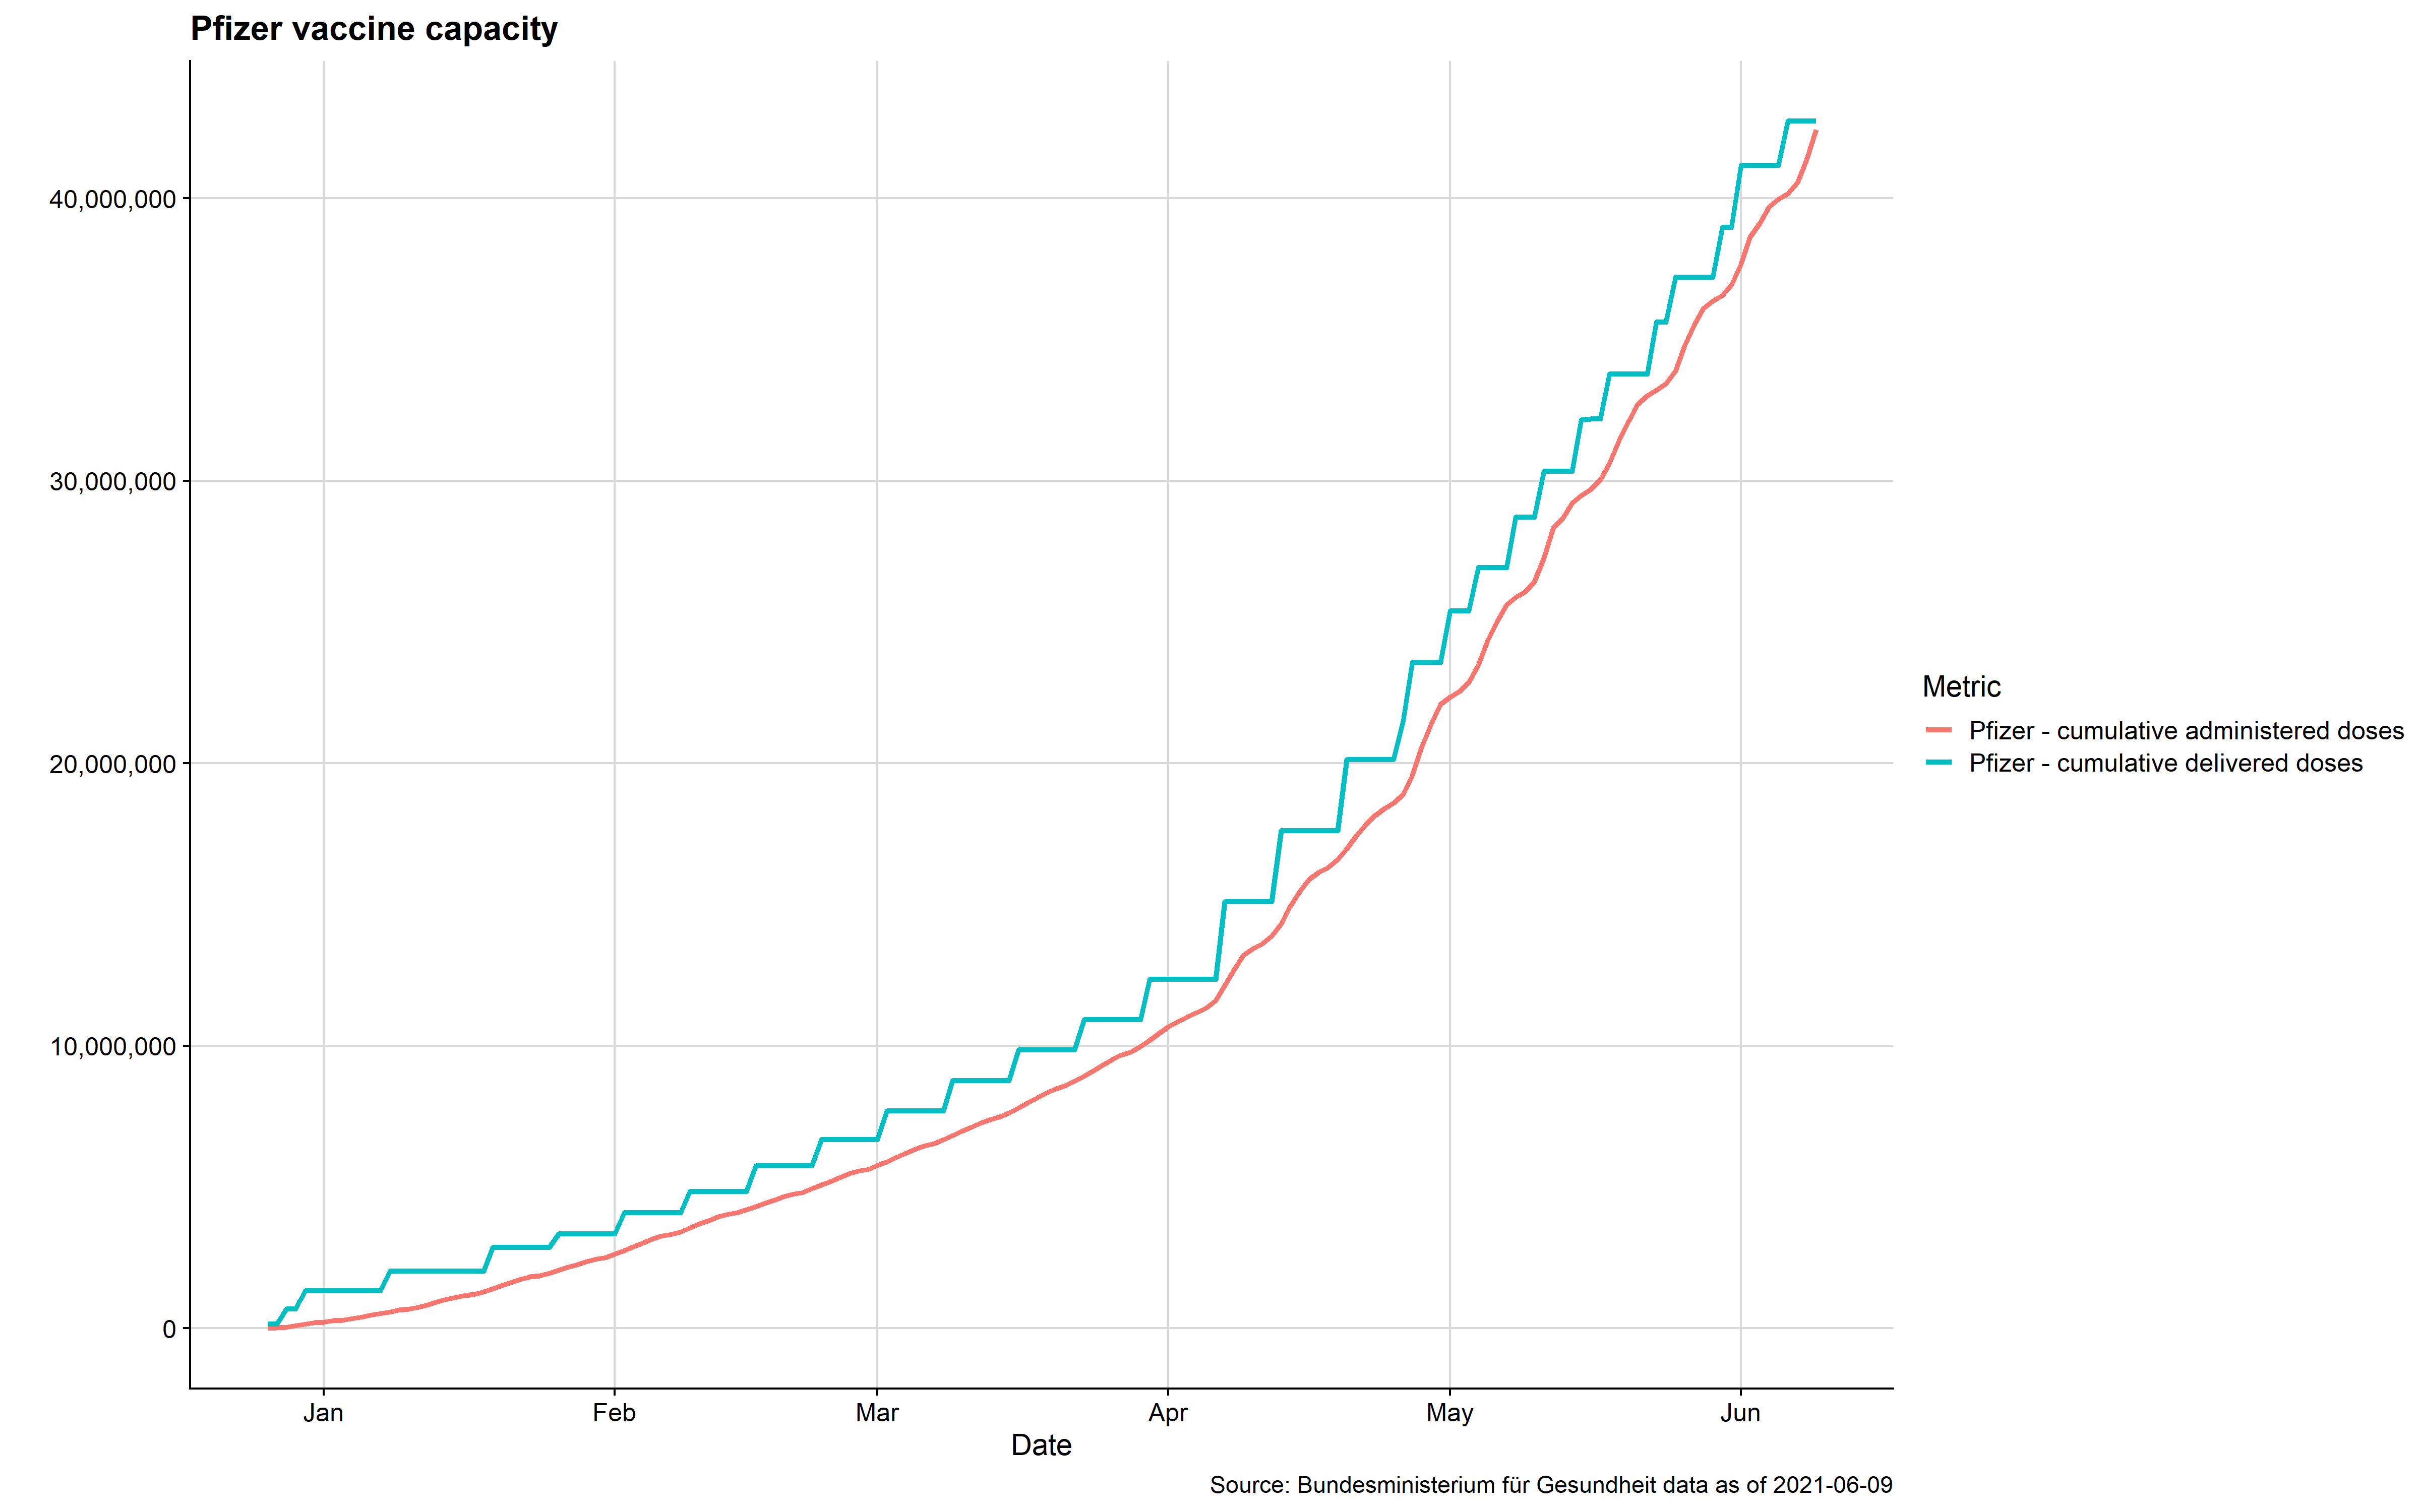 Pfizer vaccine capacity
40,000,000
30,000,000
20,000,000
10,000,000
0
Jan Feb Mar Apr May Jun
Date
Metric
Pfizer - cumulative administered doses
Pfizer - cumulative delivered doses
Source: Bundesministerium für Gesundheit data as of 2021-06-09